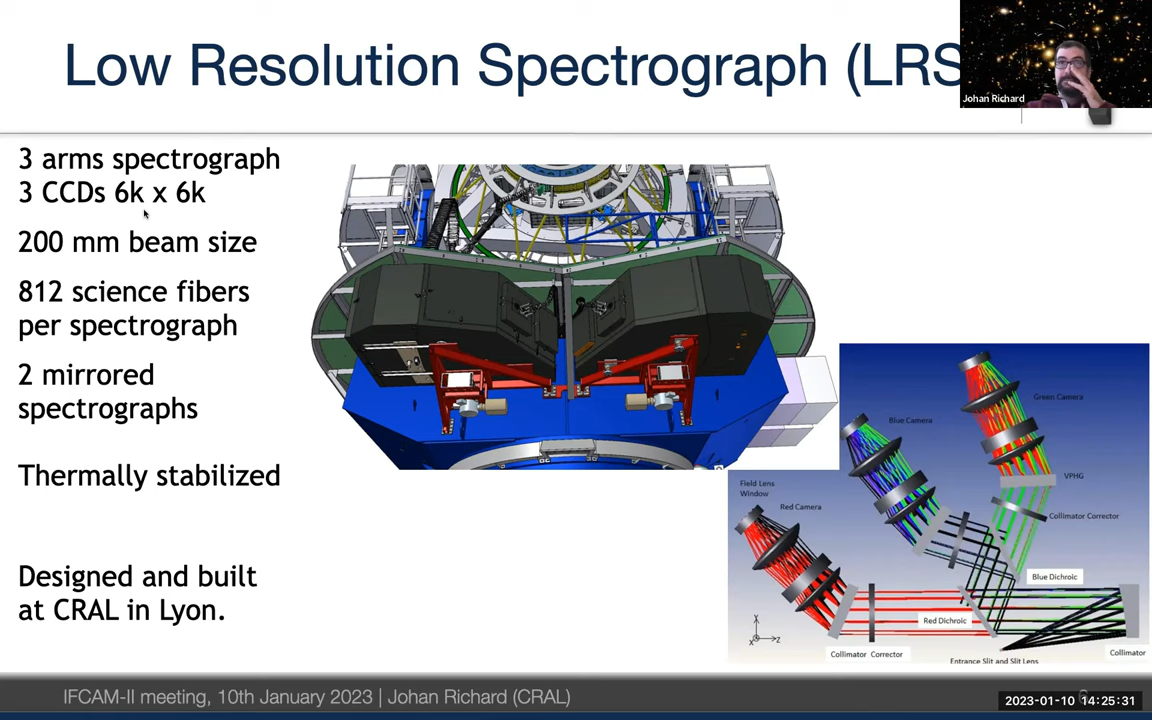 Low Resolution Spectrograph (LRS
Johan Richard
3 arms spectrograph
3 CCDs 6k x 6k
200 mm beam size
812 science fibers
per spectrograph
2 mirrored
spectrographs
Thermally stabilized
Designed and built
at CRAL in Lyon.
Green Camera
Blue Camera
VPHG
Field Lens
Window
Red Camera
Collimator Corrector
Blue Dichroic
Red Dichroic
Collimator Corrector
Entrance Slit and Slit Lens
Collimator
X
X
Z
IFCAM-II meeting, 10th January 2023 | Johan Richard (CRAL)
2023-01-10 14:25:31